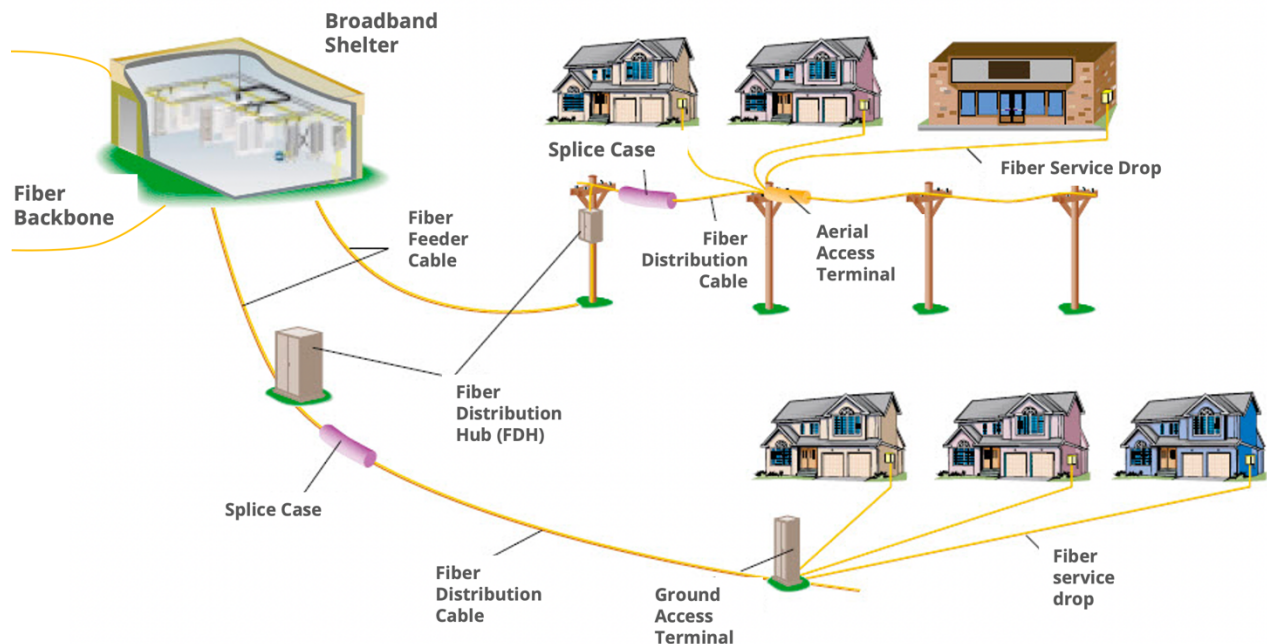 Broadband
Shelter
Splice Case
Fiber Service Drop
Fiber
Backbone
Fiber
Feeder
Cable
Fiber
Distribution
Cable
Aerial
Access
Terminal
Fiber
Distribution
Hub (FDH)
Splice Case
Fiber
Distribution
Cable
Ground
Access
Terminal
Fiber
service
drop